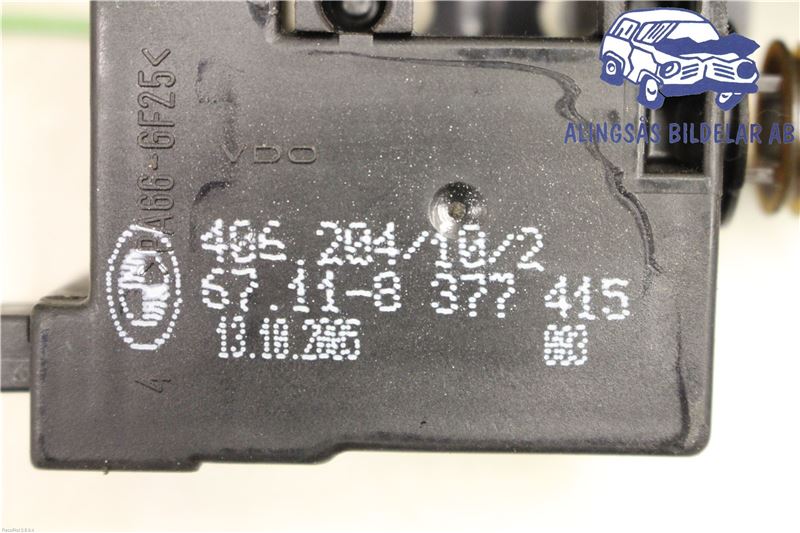 ALINGSÅS BILDELAR AB
>PA66-GF25<
VDO
406.204/10/2
67.11-8 377 415
13.10.2005
003
4